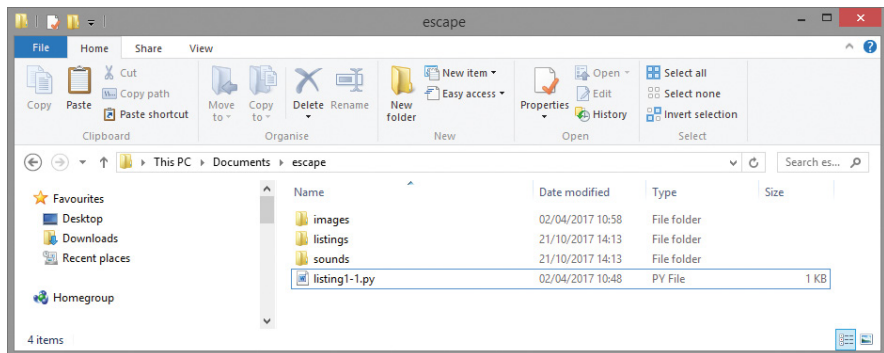 escape
File Home Share View
Copy Paste Cut Copy path Paste shortcut Move to Copy to Delete Rename New folder New item Easy access Properties Open Edit History Select all Select none Invert selection
Clipboard Organise New Open Select
This PC Documents escape Search es...
Name Date modified Type Size
Favourites
Desktop
Downloads
Recent places
Homegroup
images 02/04/2017 10:58 File folder
listings 21/10/2017 14:13 File folder
sounds 21/10/2017 14:13 File folder
listing1-1.py 02/04/2017 10:48 PY File 1 KB
4 items